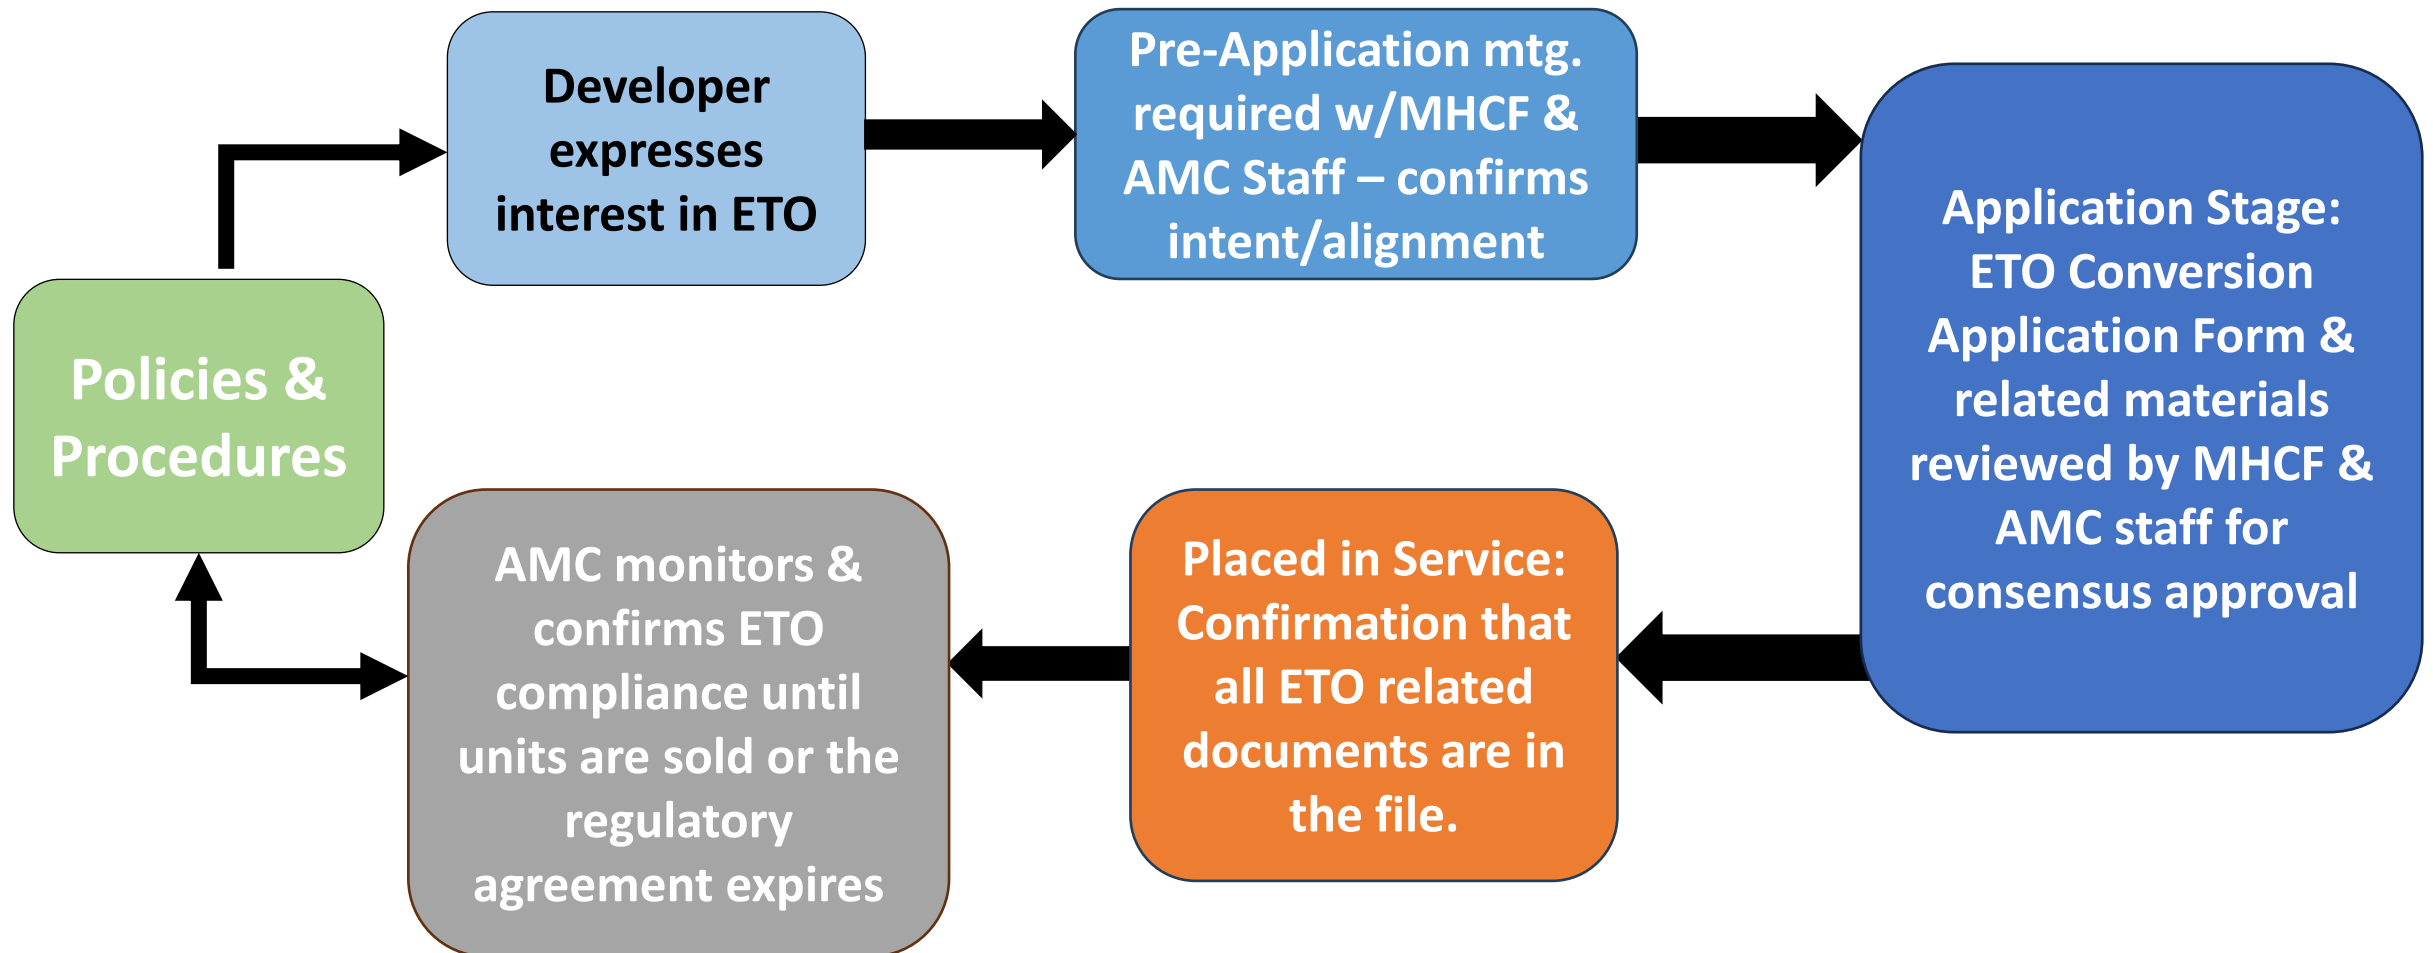 Policies &
Procedures
Developer
expresses
interest in ETO
Pre-Application mtg.
required w/MHCF &
AMC Staff – confirms
intent/alignment
Application Stage:
ETO Conversion
Application Form &
related materials
reviewed by MHCF &
AMC staff for
consensus approval
Placed in Service:
Confirmation that
all ETO related
documents are in
the file.
AMC monitors &
confirms ETO
compliance until
units are sold or the
regulatory
agreement expires